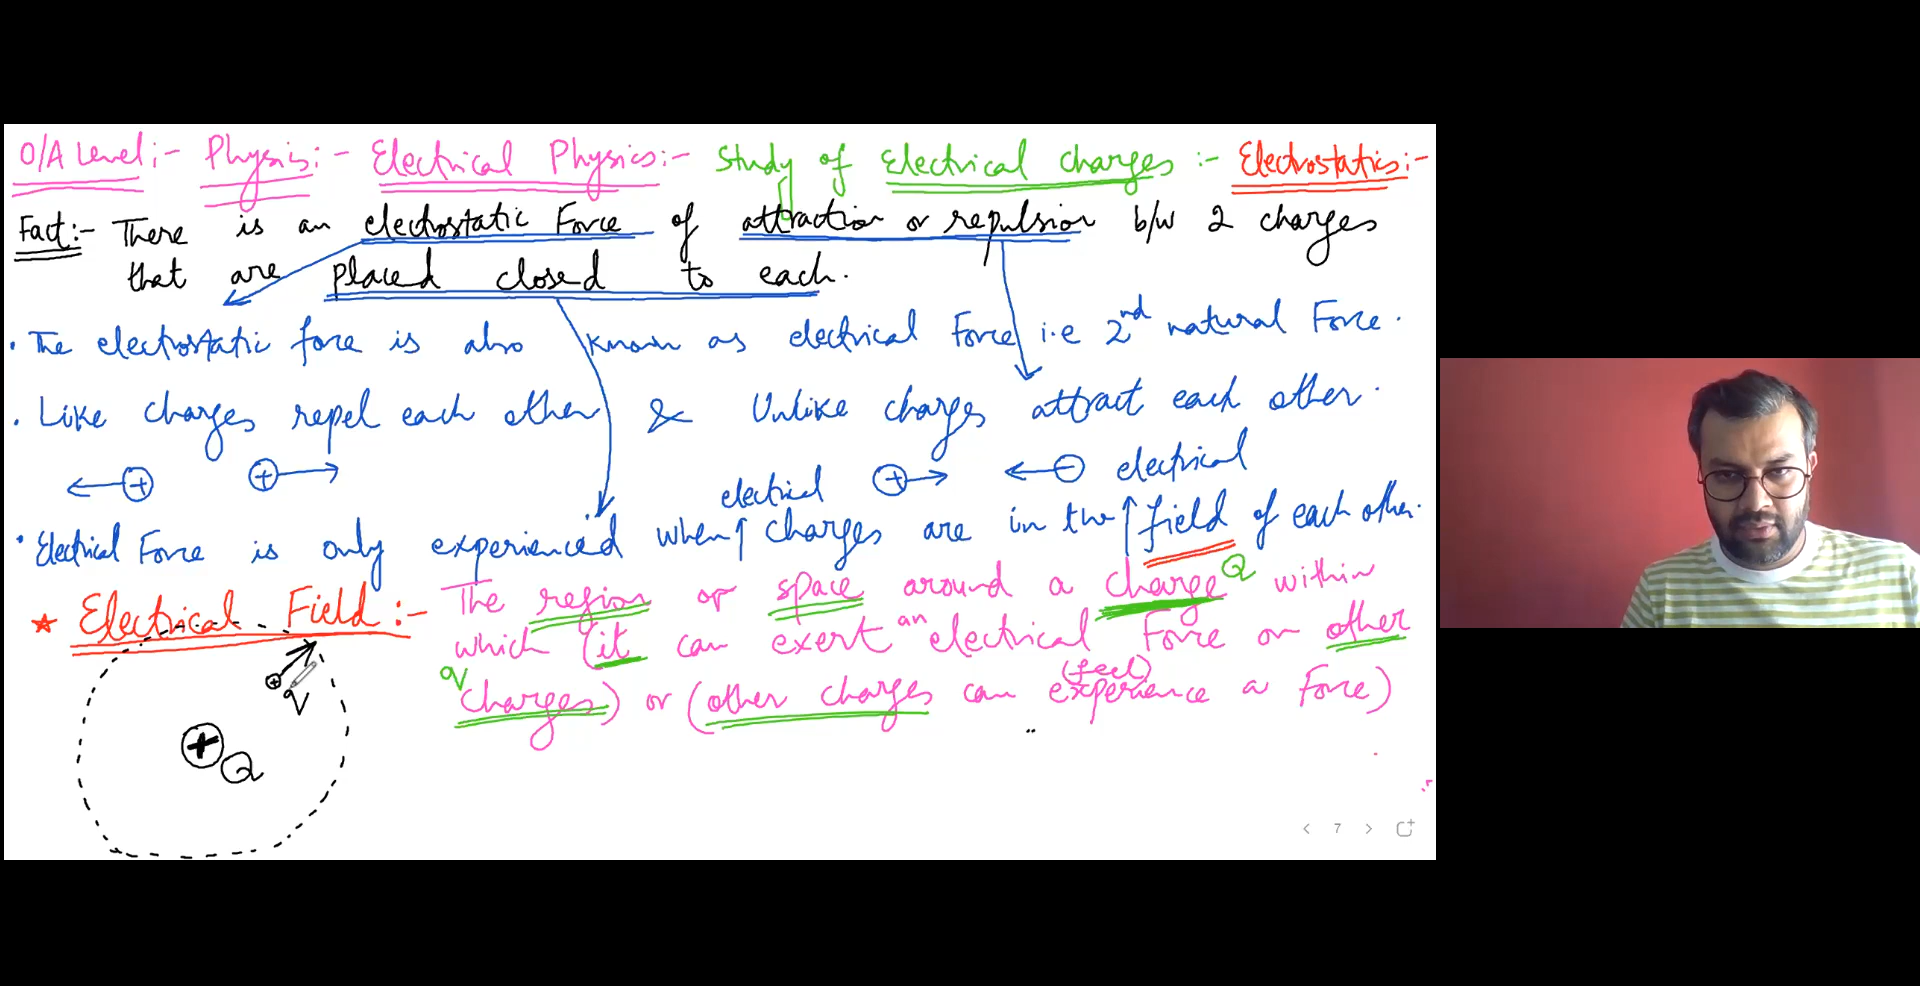 O/A Level:- Physis:- Electrical Physics:- Study of Electrical charges:- Electrostatics:-
Fact:- There is an electrostatic Force of attraction or repulsion b/w 2 charges
that are placed closed to each.
• The electrostatic force is also known as electrical Force i.e 2nd natural Force.
• Like charges repel each other & Unlike charges attract each other.
+ + + - electrical
electrical
• Electrical Force is only experienced when charges are in the field of each other.
★ Electrical Field:- The region or space around a charge Q within
which (it can exert an electrical Force on other
q charges) or (other charges can experience a Force)
(feel)
+ q
+ Q
< 7 >